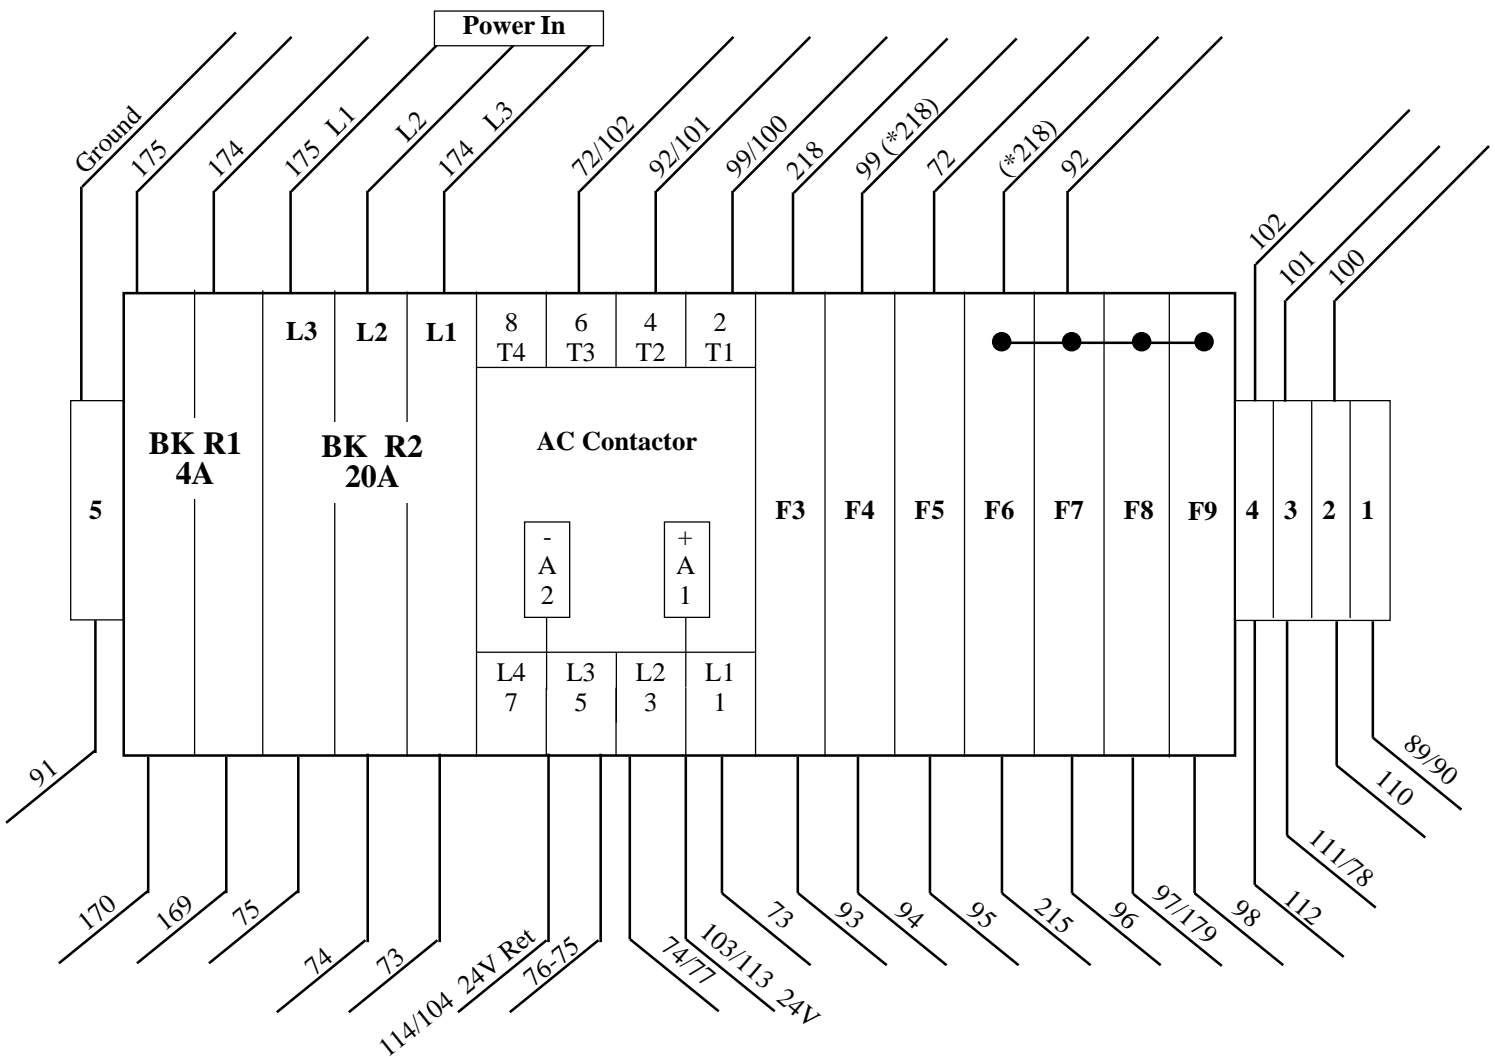 Power In
Ground
175
174
175 L1
L2
174 L3
72/102
92/101
99/100
218
99 (*218)
72
(*218)
92
102
101
100
L3
L2
L1
8
T4
6
T3
4
T2
2
T1
BK R1
4A
BK R2
20A
AC Contactor
5
F3
F4
F5
F6
F7
F8
F9
4
3
2
1
-
A
2
+
A
1
L4
7
L3
5
L2
3
L1
1
91
170
169
75
74
73
114/104 24V Ret
76-75
74/77
103/113 24V
73
93
94
95
215
96
97/179
98
112
111/78
110
89/90